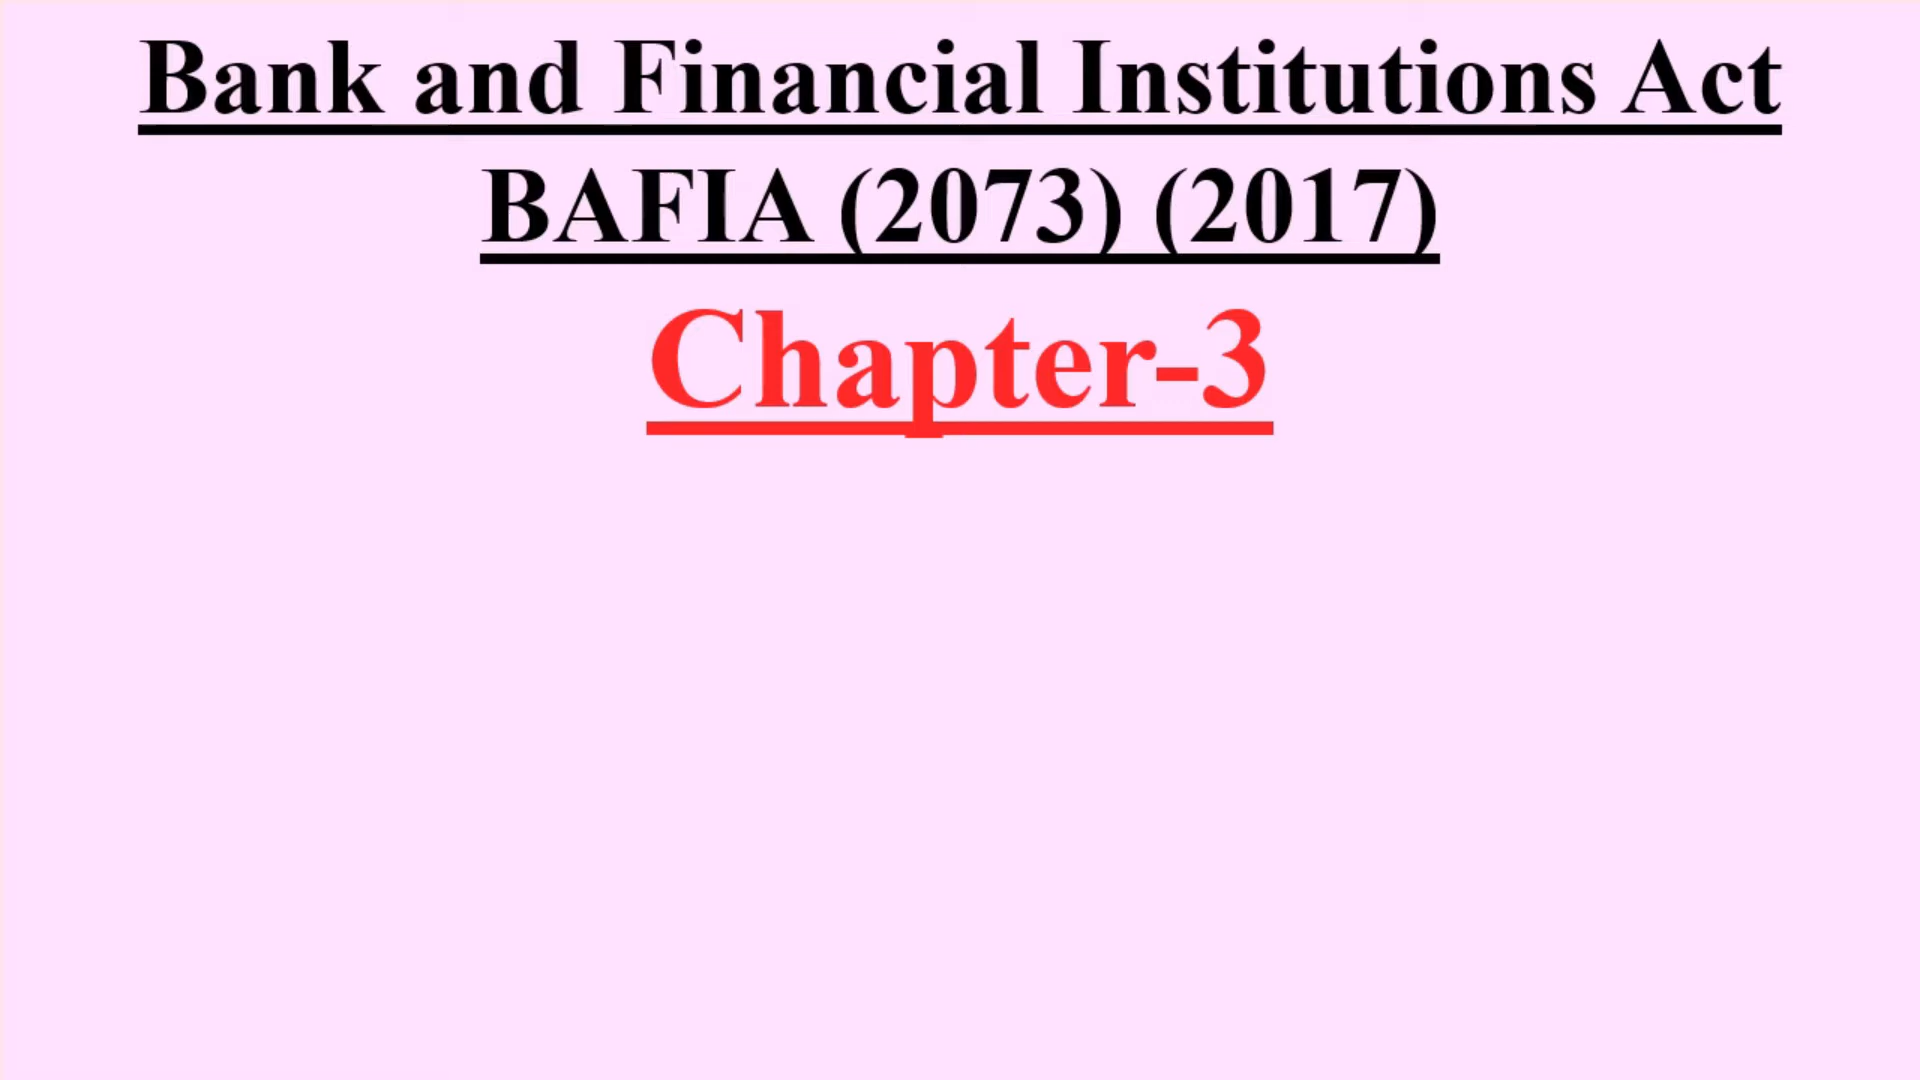 Bank and Financial Institutions Act
BAFIA (2073) (2017)
Chapter-3